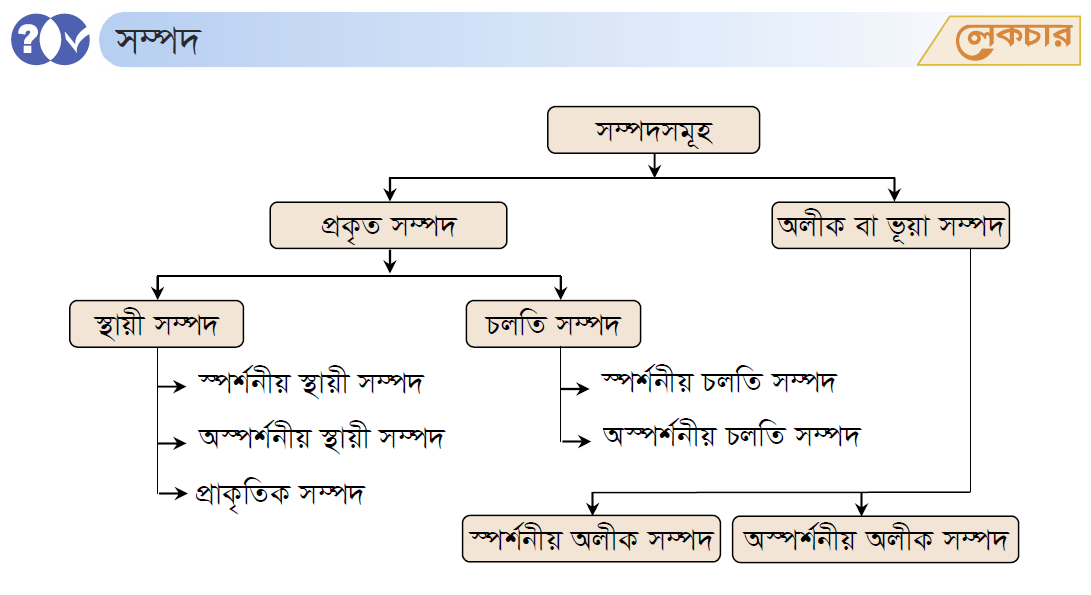 সম্পদ
লেকচার
সম্পদসমূহ
প্রকৃত সম্পদ
অলীক বা ভূয়া সম্পদ
স্থায়ী সম্পদ
চলতি সম্পদ
স্পর্শনীয় স্থায়ী সম্পদ
স্পর্শনীয় চলতি সম্পদ
অস্পর্শনীয় স্থায়ী সম্পদ
অস্পর্শনীয় চলতি সম্পদ
প্রাকৃতিক সম্পদ
স্পর্শনীয় অলীক সম্পদ
অস্পর্শনীয় অলীক সম্পদ